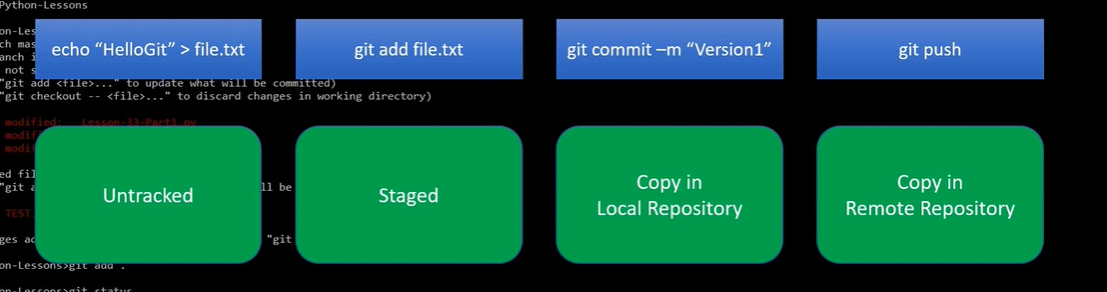 Python-Lessons
echo “HelloGit” > file.txt
git add file.txt
git commit –m “Version1”
git push
"git add <file>..." to update what will be committed)
"git checkout -- <file>..." to discard changes in working directory)
modified: Lesson-33-Part1.py
Untracked
Staged
Copy in
Local Repository
Copy in
Remote Repository
"git
on-Lessons>git add .
on-Lessons>git status